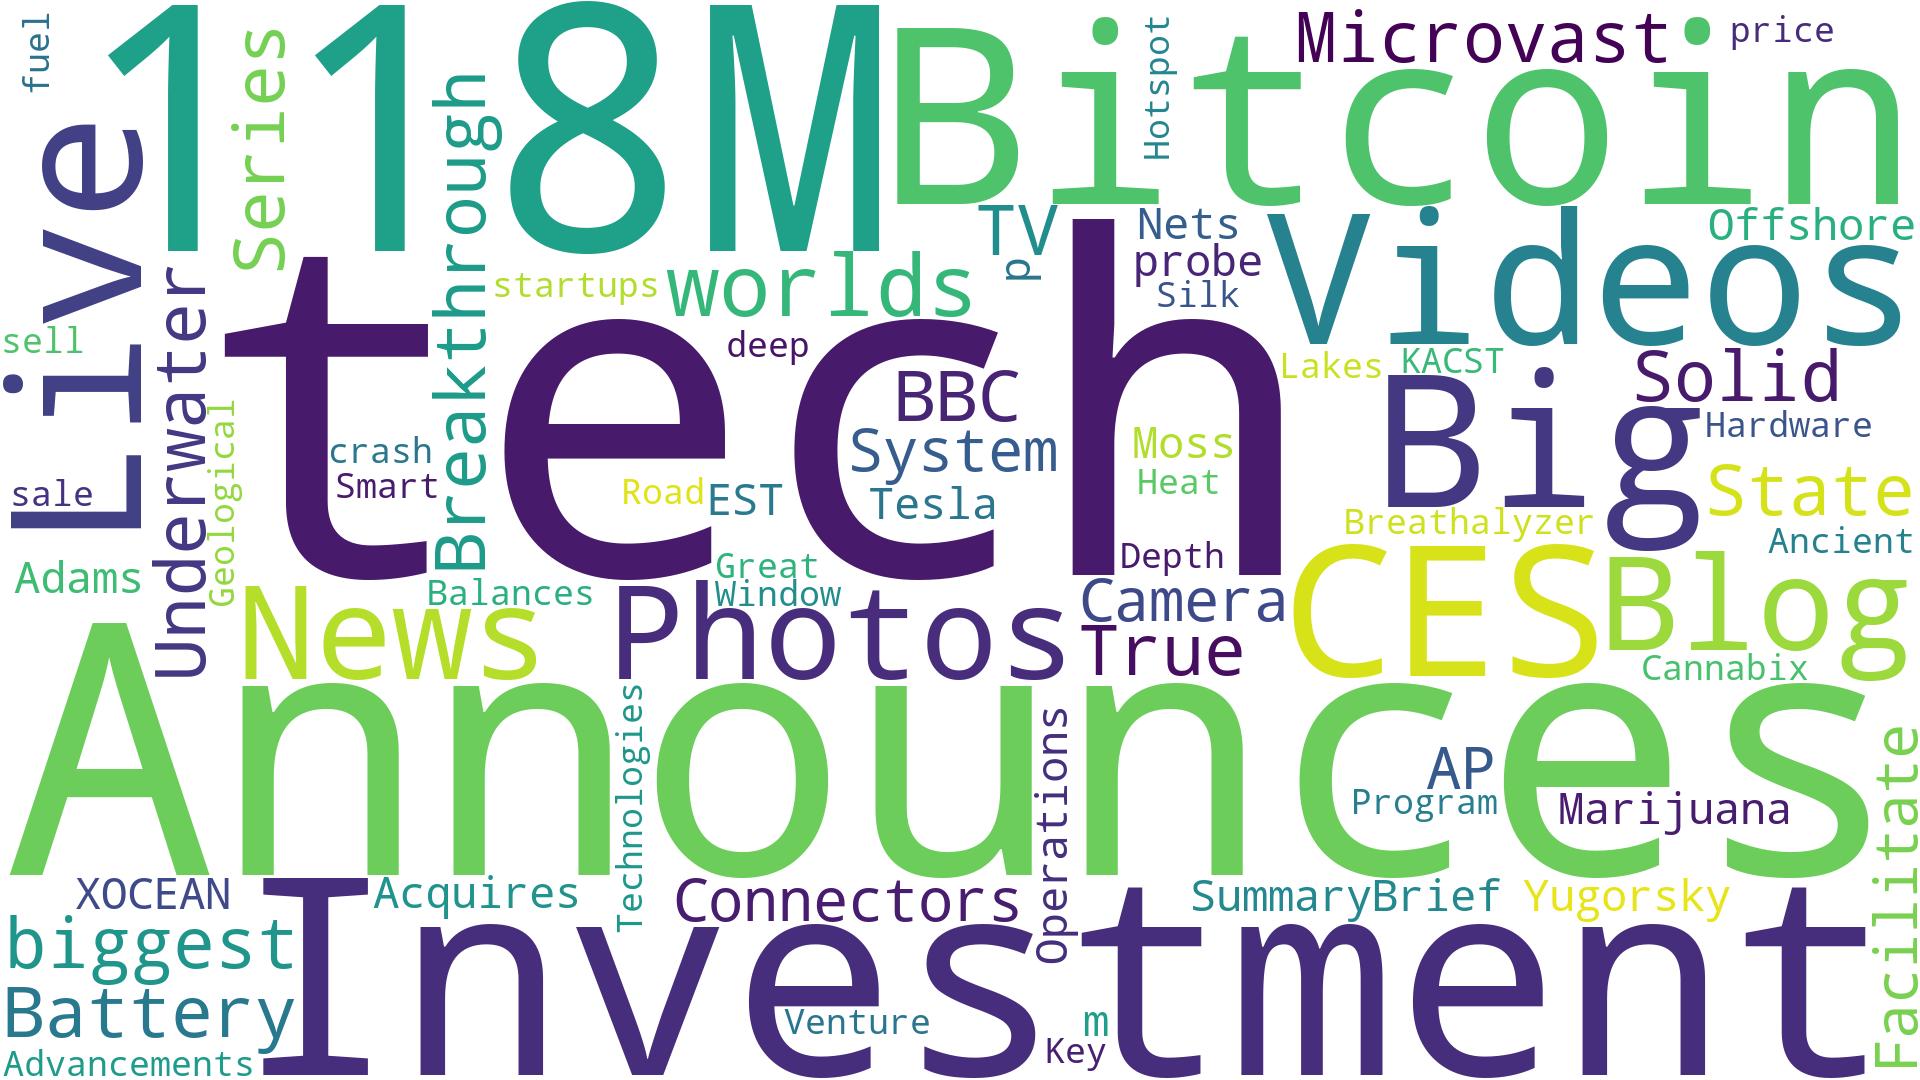 fuel
118M
Bitcoin
Microvast
price
Hotspot
Series
Live
Breakthrough
TV
Nets
Videos
Offshore
p
probe
Silk
startups
worlds
tech
Underwater
sell
deep
Lakes
KACST
Big
Solid
BBC
Hardware
Geological
crash
System
Moss
Smart
Heat
sale
Road
EST
Tesla
State
Breathalyzer
Ancient
Depth
Adams
Great
Balances
Window
Camera
CES
Blog
News
Photos
True
Cannabix
Announces
Technologies
Operations
AP
Program
Marijuana
Facilitate
XOCEAN
Acquires
Connectors
SummaryBrief
Yugorsky
biggest
Investment
Battery
Venture
m
Key
Advancements